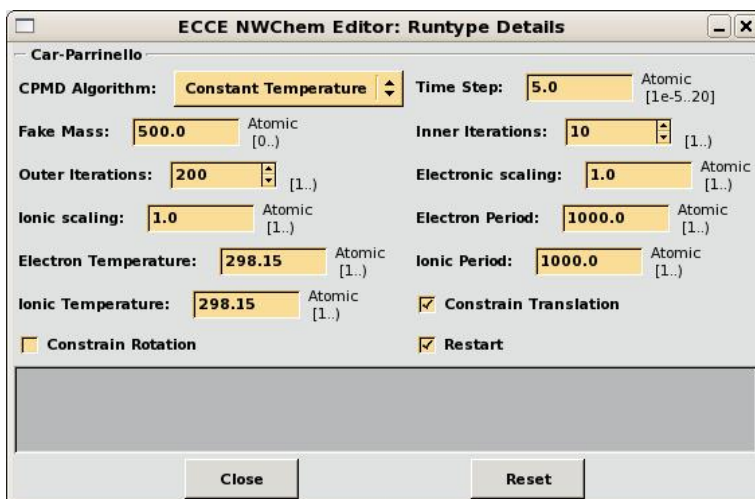 ECCE NWChem Editor: Runtype Details
Car-Parrinello
CPMD Algorithm: Constant Temperature Time Step: 5.0 Atomic [1e-5..20]
Fake Mass: 500.0 Atomic [0..) Inner Iterations: 10 [1..)
Outer Iterations: 200 [1..) Electronic scaling: 1.0 Atomic [1..)
Ionic scaling: 1.0 Atomic [1..) Electron Period: 1000.0 Atomic [1..)
Electron Temperature: 298.15 Atomic [1..) Ionic Period: 1000.0 Atomic [1..)
Ionic Temperature: 298.15 Atomic [1..) Constrain Translation
Constrain Rotation Restart
Close Reset